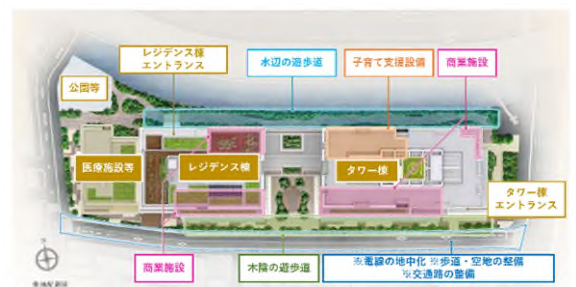 レジデンス棟
エントランス
水辺の遊歩道
子育て支援設備
商業施設
公園等
医療施設等
レジデンス棟
タワー棟
タワー棟
エントランス
商業施設
木陰の遊歩道
※電線の地中化 ※歩道・空地の整備
※交通路の整備